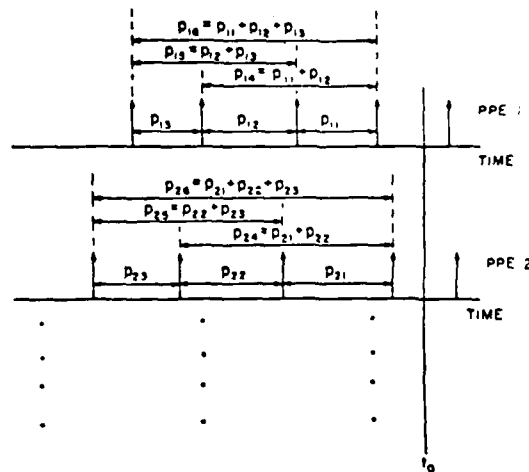 p16 = p11 + p12 + p13
p15 = p12 + p13
p14 = p11 + p12
p13 p12 p11
PPE
TIME
p26 = p21 + p22 + p23
p25 = p22 + p23
p24 = p21 + p22
p23 p22 p21
PPE 2
TIME
t0